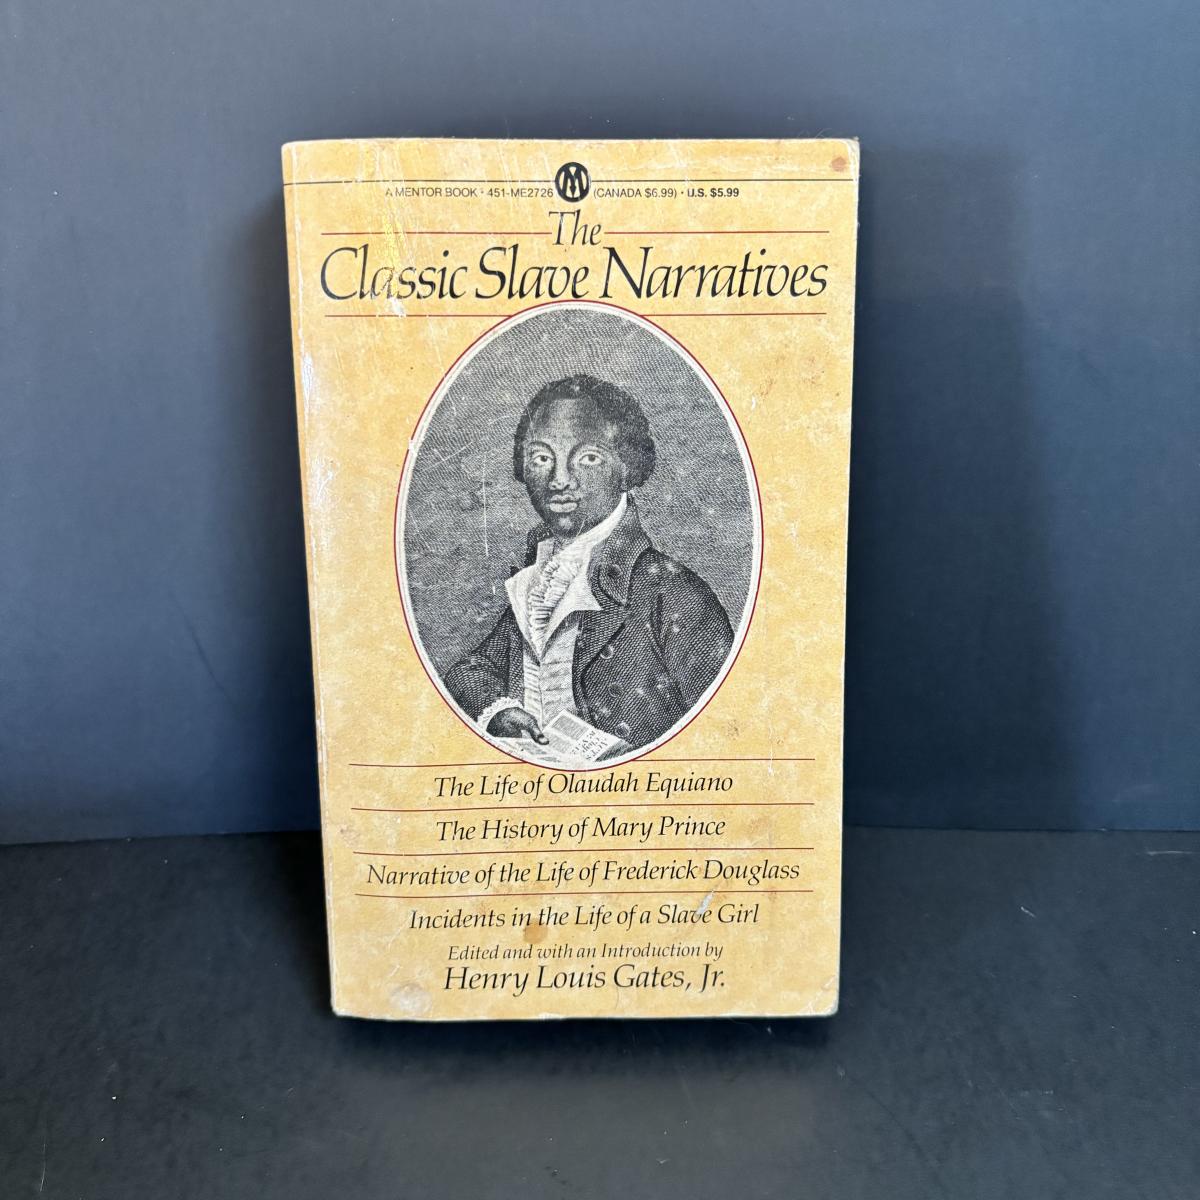 A MENTOR BOOK • 451-ME2726 M (CANADA $6.99) • U.S. $5.99
The
Classic Slave Narratives
The Life of Olaudah Equiano
The History of Mary Prince
Narrative of the Life of Frederick Douglass
Incidents in the Life of a Slave Girl
Edited and with an Introduction by
Henry Louis Gates, Jr.